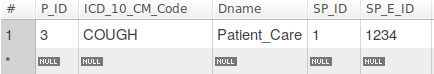 # P_ID ICD_10_CM_Code Dname SP_ID SP_E_ID
1 3 COUGH Patient_Care 1 1234
* NULL NULL NULL NULL NULL